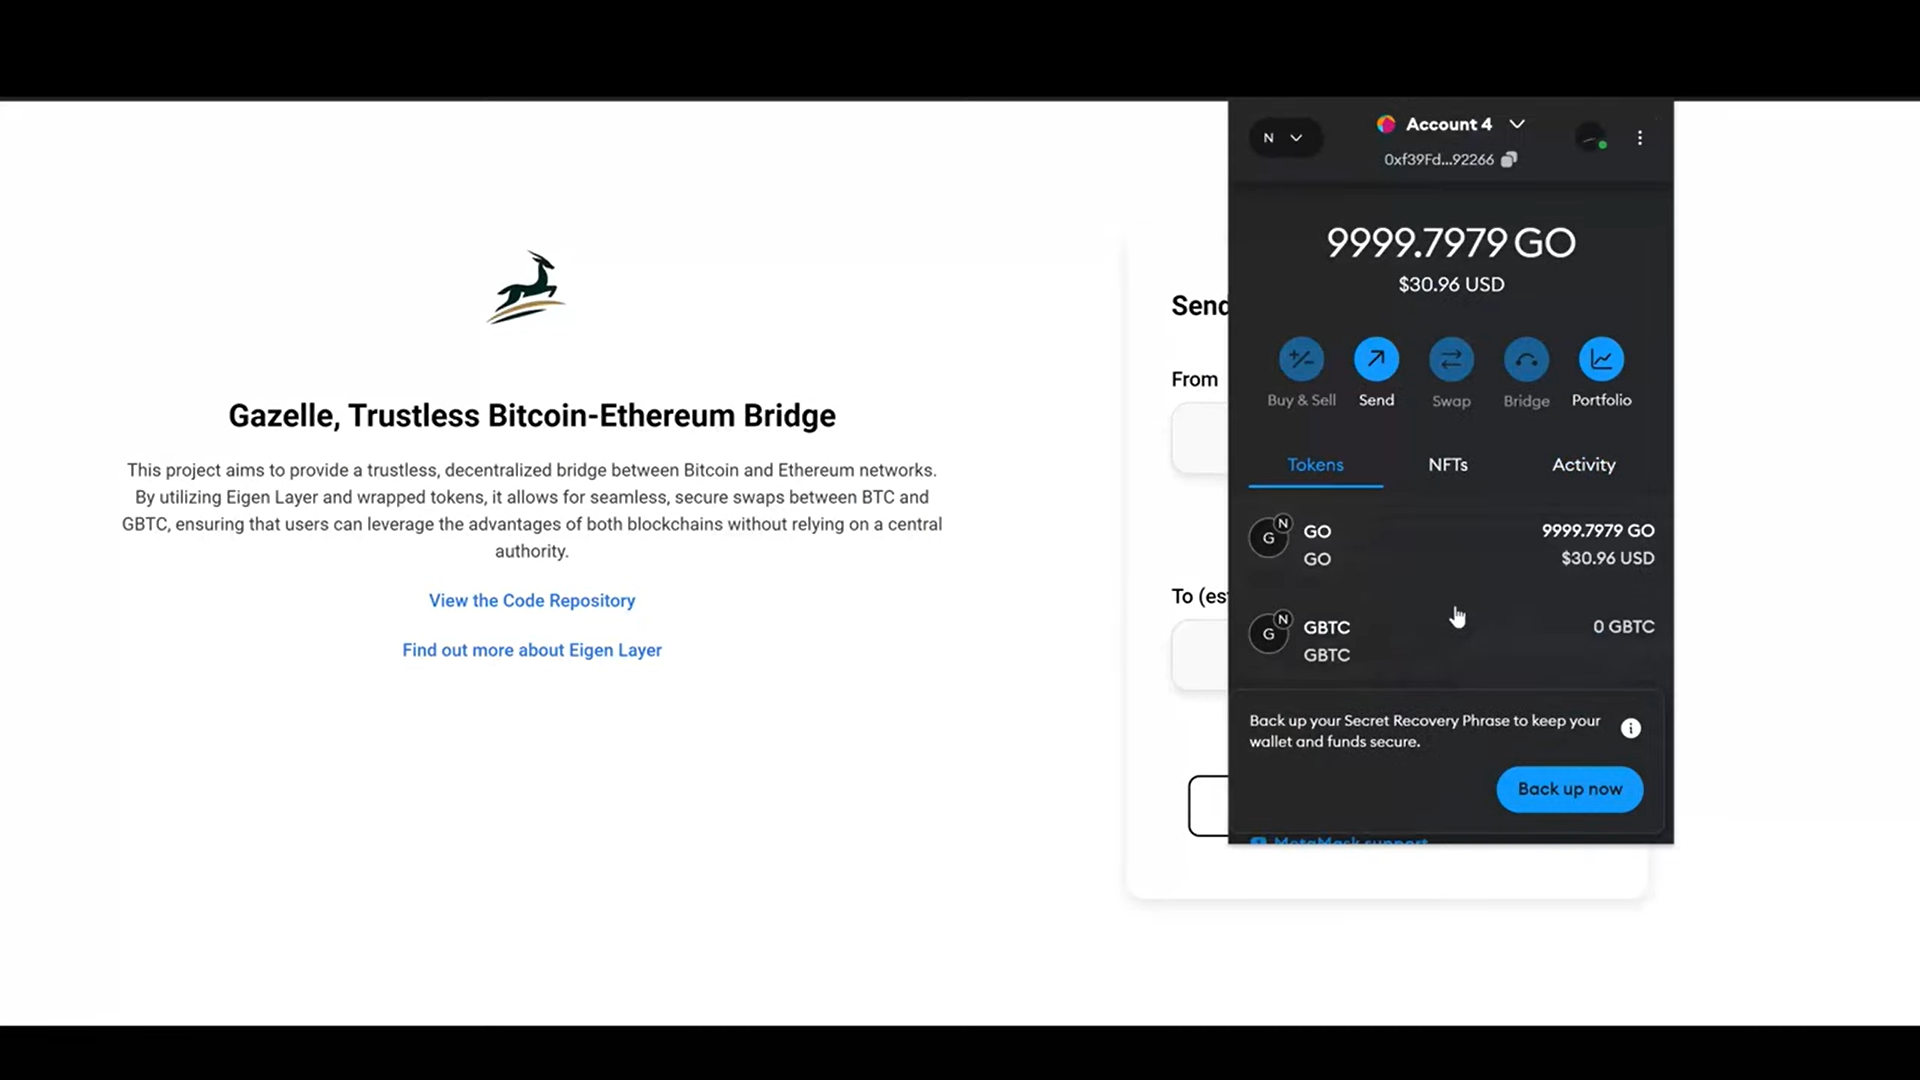 Gazelle, Trustless Bitcoin-Ethereum Bridge
This project aims to provide a trustless, decentralized bridge between Bitcoin and Ethereum networks.
By utilizing Eigen Layer and wrapped tokens, it allows for seamless, secure swaps between BTC and
GBTC, ensuring that users can leverage the advantages of both blockchains without relying on a central
authority.
View the Code Repository
Find out more about Eigen Layer
Send
From
To (es
N
Account 4
0xf39Fd...92266
9999.7979 GO
$30.96 USD
Buy & Sell
Send
Swap
Bridge
Portfolio
Tokens
NFTs
Activity
G
N
GO
9999.7979 GO
GO
$30.96 USD
G
N
GBTC
0 GBTC
GBTC
Back up your Secret Recovery Phrase to keep your
wallet and funds secure.
Back up now
MetaMask support